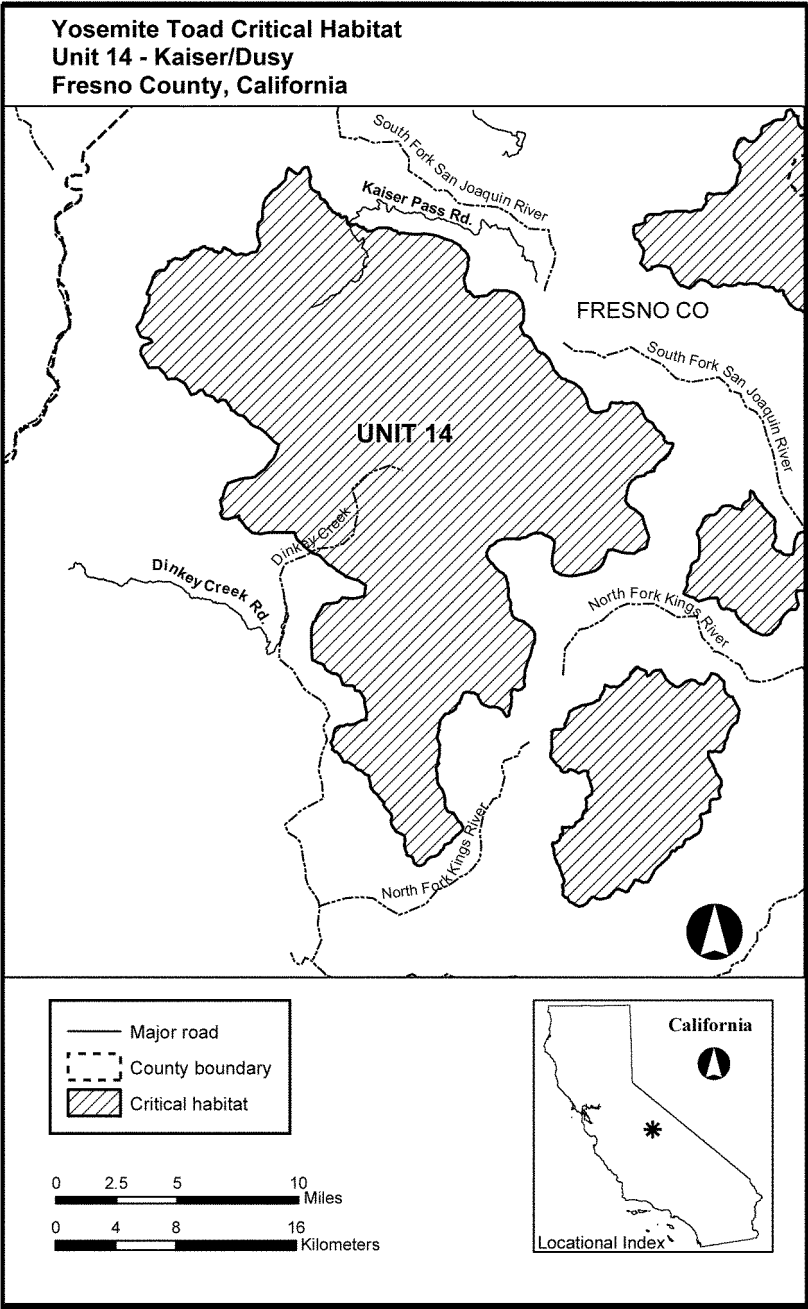 Yosemite Toad Critical Habitat
Unit 14 - Kaiser/Dusy
Fresno County, California
South Fork San Joaquin River
Kaiser Pass Rd.
FRESNO CO
South Fork San Joaquin River
UNIT 14
Dinkey Creek
Dinkey Creek Rd.
North Fork Kings River
North Fork Kings River
Major road
County boundary
Critical habitat
0 2.5 5 10
Miles
0 4 8 16
Kilometers
California
Locational Index